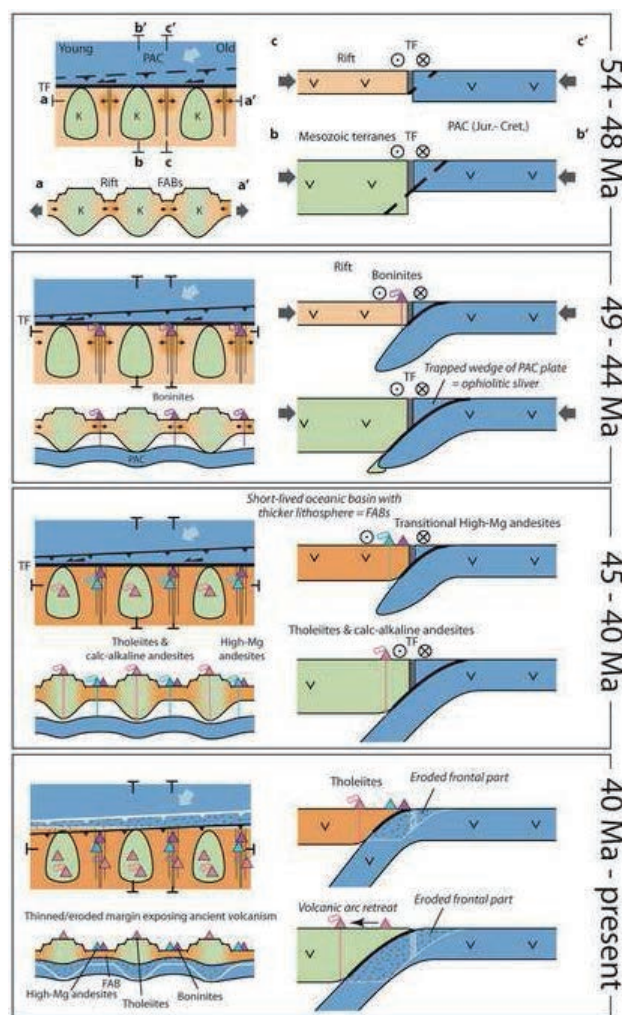 b' c'
Young PAC Old
TF
a a'
K K K
b c
a Rift FABs a'
K K K
c c'
Rift TF
b Mesozoic terranes TF PAC (Jur.- Cret.) b'
54 - 48 Ma
TF
Boninites
PAC
Rift
Boninites
Trapped wedge of PAC plate
= ophiolitic sliver
TF
49 - 44 Ma
Short-lived oceanic basin with
thicker lithosphere = FABs
Transitional High-Mg andesites
TF
Tholeiites &
calc-alkaline andesites
High-Mg
andesites
Tholeiites & calc-alkaline andesites
TF
45 - 40 Ma
Tholeiites
Eroded frontal part
Thinned/eroded margin exposing ancient volcanism
FAB
High-Mg andesites
Tholeiites
Boninites
Volcanic arc retreat
Eroded frontal part
40 Ma - present